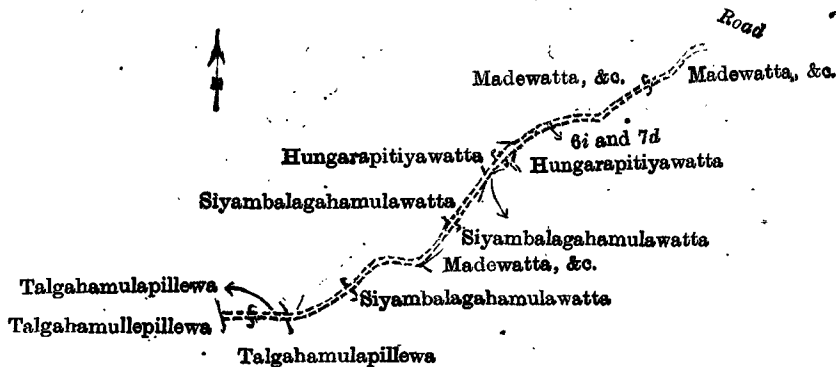 Road
Madewatta, &c.
Madewatta, &c.
6i and 7d
Hungarapitiyawatta
Hungarapitiyawatta
Siyambalagahamulawatta
Siyambalagahamulawatta
Madewatta, &c.
Talgahamulapillewa
Siyambalagahamulawatta
Talgahamullepillewa
Talgahamulapillewa